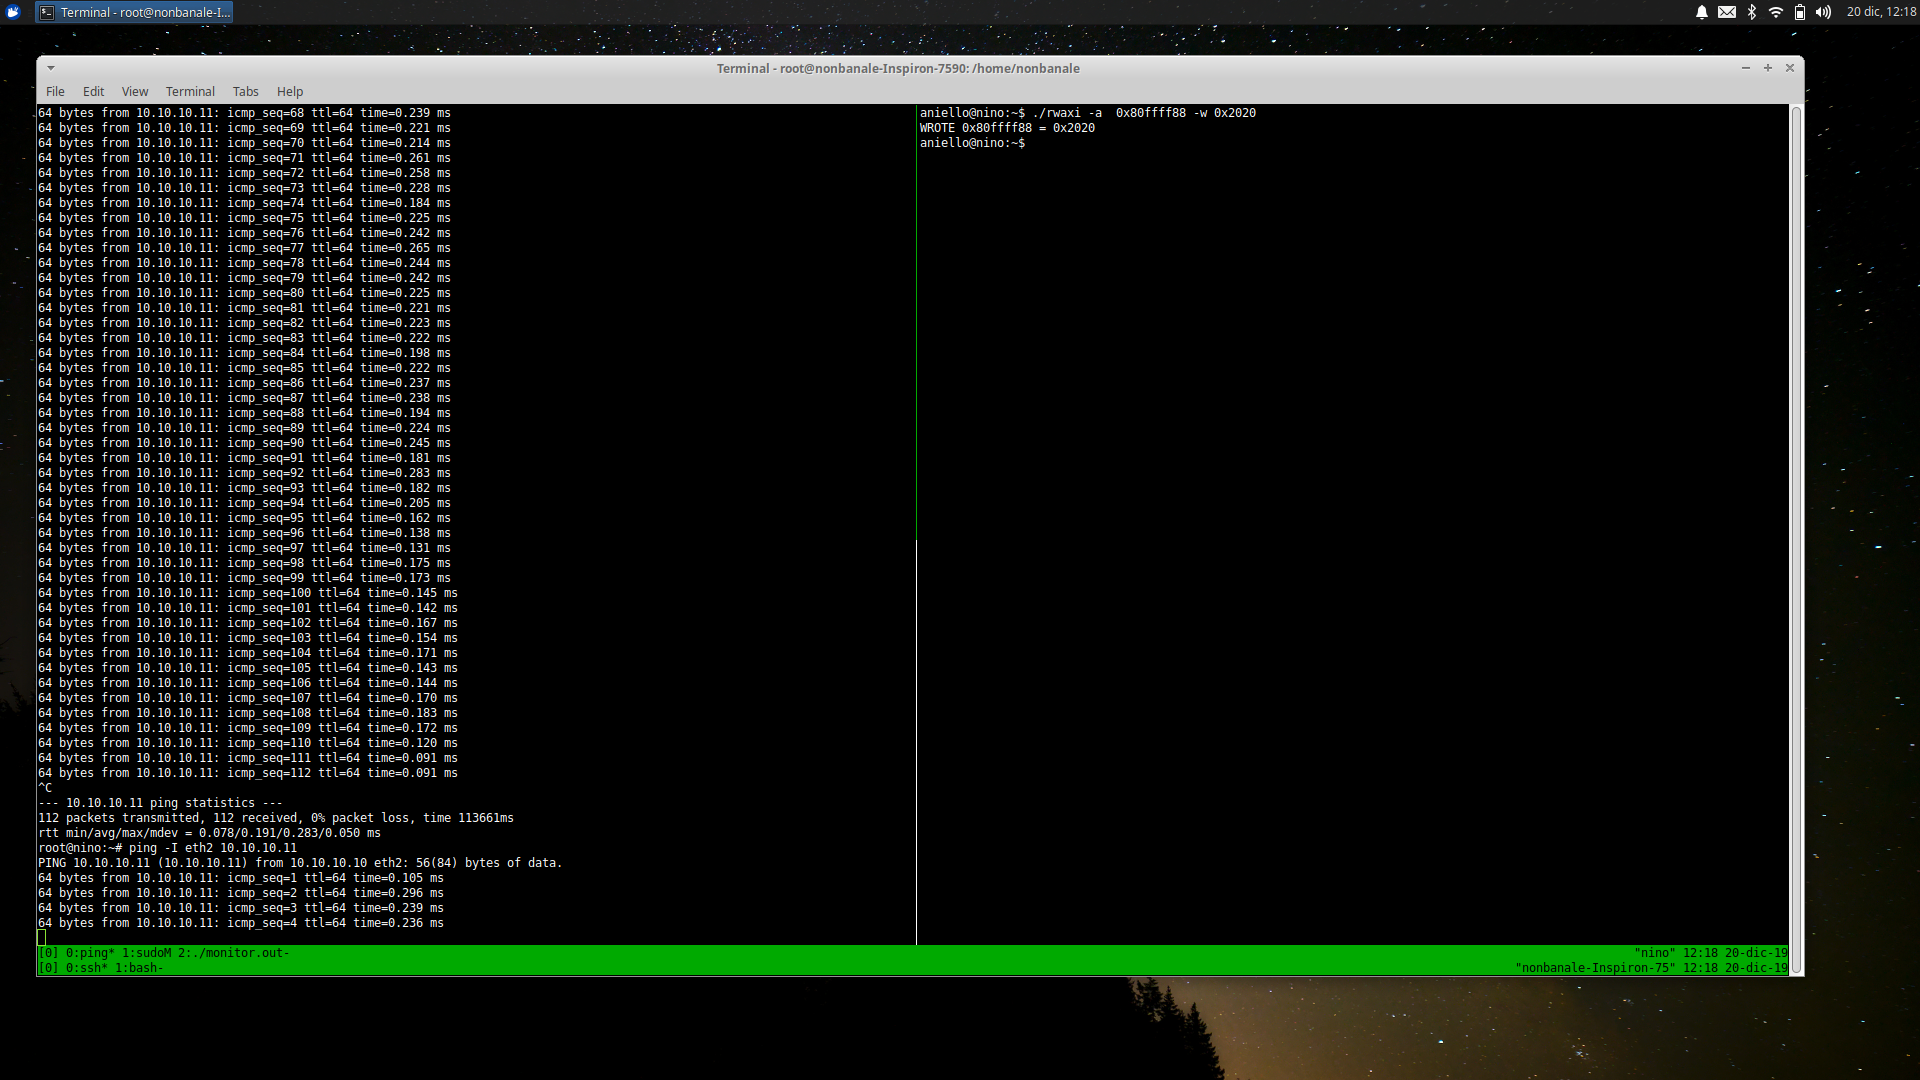 Terminal - root@nonbanale-I...
20 dic, 12:18
Terminal - root@nonbanale-Inspiron-7590: /home/nonbanale
File Edit View Terminal Tabs Help
64 bytes from 10.10.10.11: icmp_seq=68 ttl=64 time=0.239 ms
64 bytes from 10.10.10.11: icmp_seq=69 ttl=64 time=0.221 ms
64 bytes from 10.10.10.11: icmp_seq=70 ttl=64 time=0.214 ms
64 bytes from 10.10.10.11: icmp_seq=71 ttl=64 time=0.261 ms
64 bytes from 10.10.10.11: icmp_seq=72 ttl=64 time=0.258 ms
64 bytes from 10.10.10.11: icmp_seq=73 ttl=64 time=0.228 ms
64 bytes from 10.10.10.11: icmp_seq=74 ttl=64 time=0.184 ms
64 bytes from 10.10.10.11: icmp_seq=75 ttl=64 time=0.225 ms
64 bytes from 10.10.10.11: icmp_seq=76 ttl=64 time=0.242 ms
64 bytes from 10.10.10.11: icmp_seq=77 ttl=64 time=0.265 ms
64 bytes from 10.10.10.11: icmp_seq=78 ttl=64 time=0.244 ms
64 bytes from 10.10.10.11: icmp_seq=79 ttl=64 time=0.242 ms
64 bytes from 10.10.10.11: icmp_seq=80 ttl=64 time=0.225 ms
64 bytes from 10.10.10.11: icmp_seq=81 ttl=64 time=0.221 ms
64 bytes from 10.10.10.11: icmp_seq=82 ttl=64 time=0.223 ms
64 bytes from 10.10.10.11: icmp_seq=83 ttl=64 time=0.222 ms
64 bytes from 10.10.10.11: icmp_seq=84 ttl=64 time=0.198 ms
64 bytes from 10.10.10.11: icmp_seq=85 ttl=64 time=0.222 ms
64 bytes from 10.10.10.11: icmp_seq=86 ttl=64 time=0.237 ms
64 bytes from 10.10.10.11: icmp_seq=87 ttl=64 time=0.238 ms
64 bytes from 10.10.10.11: icmp_seq=88 ttl=64 time=0.194 ms
64 bytes from 10.10.10.11: icmp_seq=89 ttl=64 time=0.224 ms
64 bytes from 10.10.10.11: icmp_seq=90 ttl=64 time=0.245 ms
64 bytes from 10.10.10.11: icmp_seq=91 ttl=64 time=0.181 ms
64 bytes from 10.10.10.11: icmp_seq=92 ttl=64 time=0.283 ms
64 bytes from 10.10.10.11: icmp_seq=93 ttl=64 time=0.182 ms
64 bytes from 10.10.10.11: icmp_seq=94 ttl=64 time=0.205 ms
64 bytes from 10.10.10.11: icmp_seq=95 ttl=64 time=0.162 ms
64 bytes from 10.10.10.11: icmp_seq=96 ttl=64 time=0.138 ms
64 bytes from 10.10.10.11: icmp_seq=97 ttl=64 time=0.131 ms
64 bytes from 10.10.10.11: icmp_seq=98 ttl=64 time=0.175 ms
64 bytes from 10.10.10.11: icmp_seq=99 ttl=64 time=0.173 ms
64 bytes from 10.10.10.11: icmp_seq=100 ttl=64 time=0.145 ms
64 bytes from 10.10.10.11: icmp_seq=101 ttl=64 time=0.142 ms
64 bytes from 10.10.10.11: icmp_seq=102 ttl=64 time=0.167 ms
64 bytes from 10.10.10.11: icmp_seq=103 ttl=64 time=0.154 ms
64 bytes from 10.10.10.11: icmp_seq=104 ttl=64 time=0.171 ms
64 bytes from 10.10.10.11: icmp_seq=105 ttl=64 time=0.143 ms
64 bytes from 10.10.10.11: icmp_seq=106 ttl=64 time=0.144 ms
64 bytes from 10.10.10.11: icmp_seq=107 ttl=64 time=0.170 ms
64 bytes from 10.10.10.11: icmp_seq=108 ttl=64 time=0.183 ms
64 bytes from 10.10.10.11: icmp_seq=109 ttl=64 time=0.172 ms
64 bytes from 10.10.10.11: icmp_seq=110 ttl=64 time=0.120 ms
64 bytes from 10.10.10.11: icmp_seq=111 ttl=64 time=0.091 ms
64 bytes from 10.10.10.11: icmp_seq=112 ttl=64 time=0.091 ms
^C
--- 10.10.10.11 ping statistics ---
112 packets transmitted, 112 received, 0% packet loss, time 113661ms
rtt min/avg/max/mdev = 0.078/0.191/0.283/0.050 ms
root@nino:~# ping -I eth2 10.10.10.11
PING 10.10.10.11 (10.10.10.11) from 10.10.10.10 eth2: 56(84) bytes of data.
64 bytes from 10.10.10.11: icmp_seq=1 ttl=64 time=0.105 ms
64 bytes from 10.10.10.11: icmp_seq=2 ttl=64 time=0.296 ms
64 bytes from 10.10.10.11: icmp_seq=3 ttl=64 time=0.239 ms
64 bytes from 10.10.10.11: icmp_seq=4 ttl=64 time=0.236 ms
aniello@nino:~$ ./rwaxi -a  0x80ffff88 -w 0x2020
WROTE 0x80ffff88 = 0x2020
aniello@nino:~$
[0] 0:ping* 1:sudoM 2:./monitor.out- "nino" 12:18 20-dic-19
[0] 0:ssh* 1:bash- "nonbanale-Inspiron-75" 12:18 20-dic-19